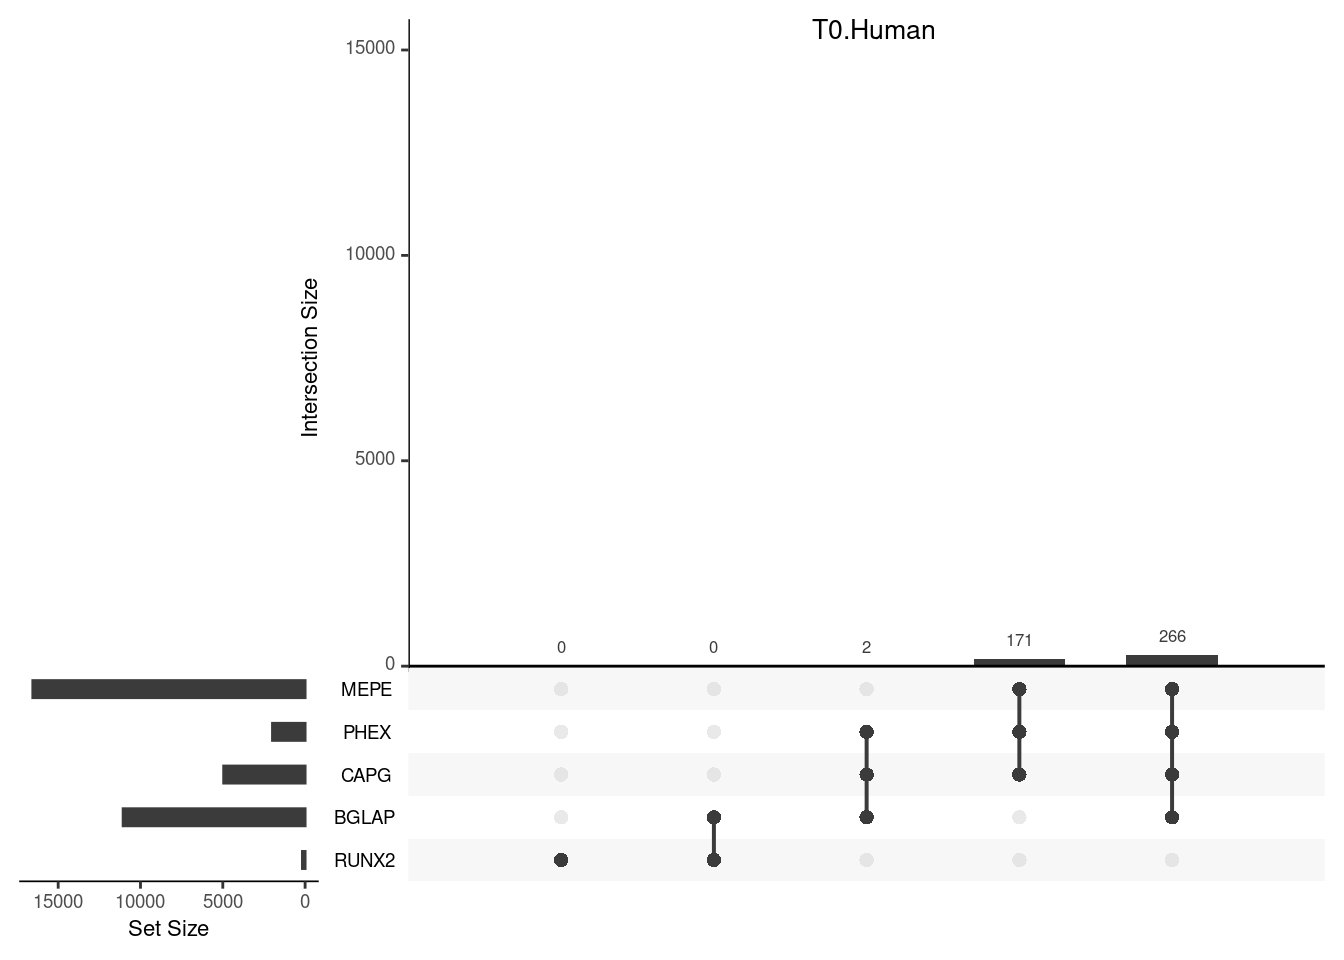 T0.Human
15000
10000
5000
0
Intersection Size
0 0 2 171 266
MEPE
PHEX
CAPG
BGLAP
RUNX2
15000 10000 5000 0
Set Size